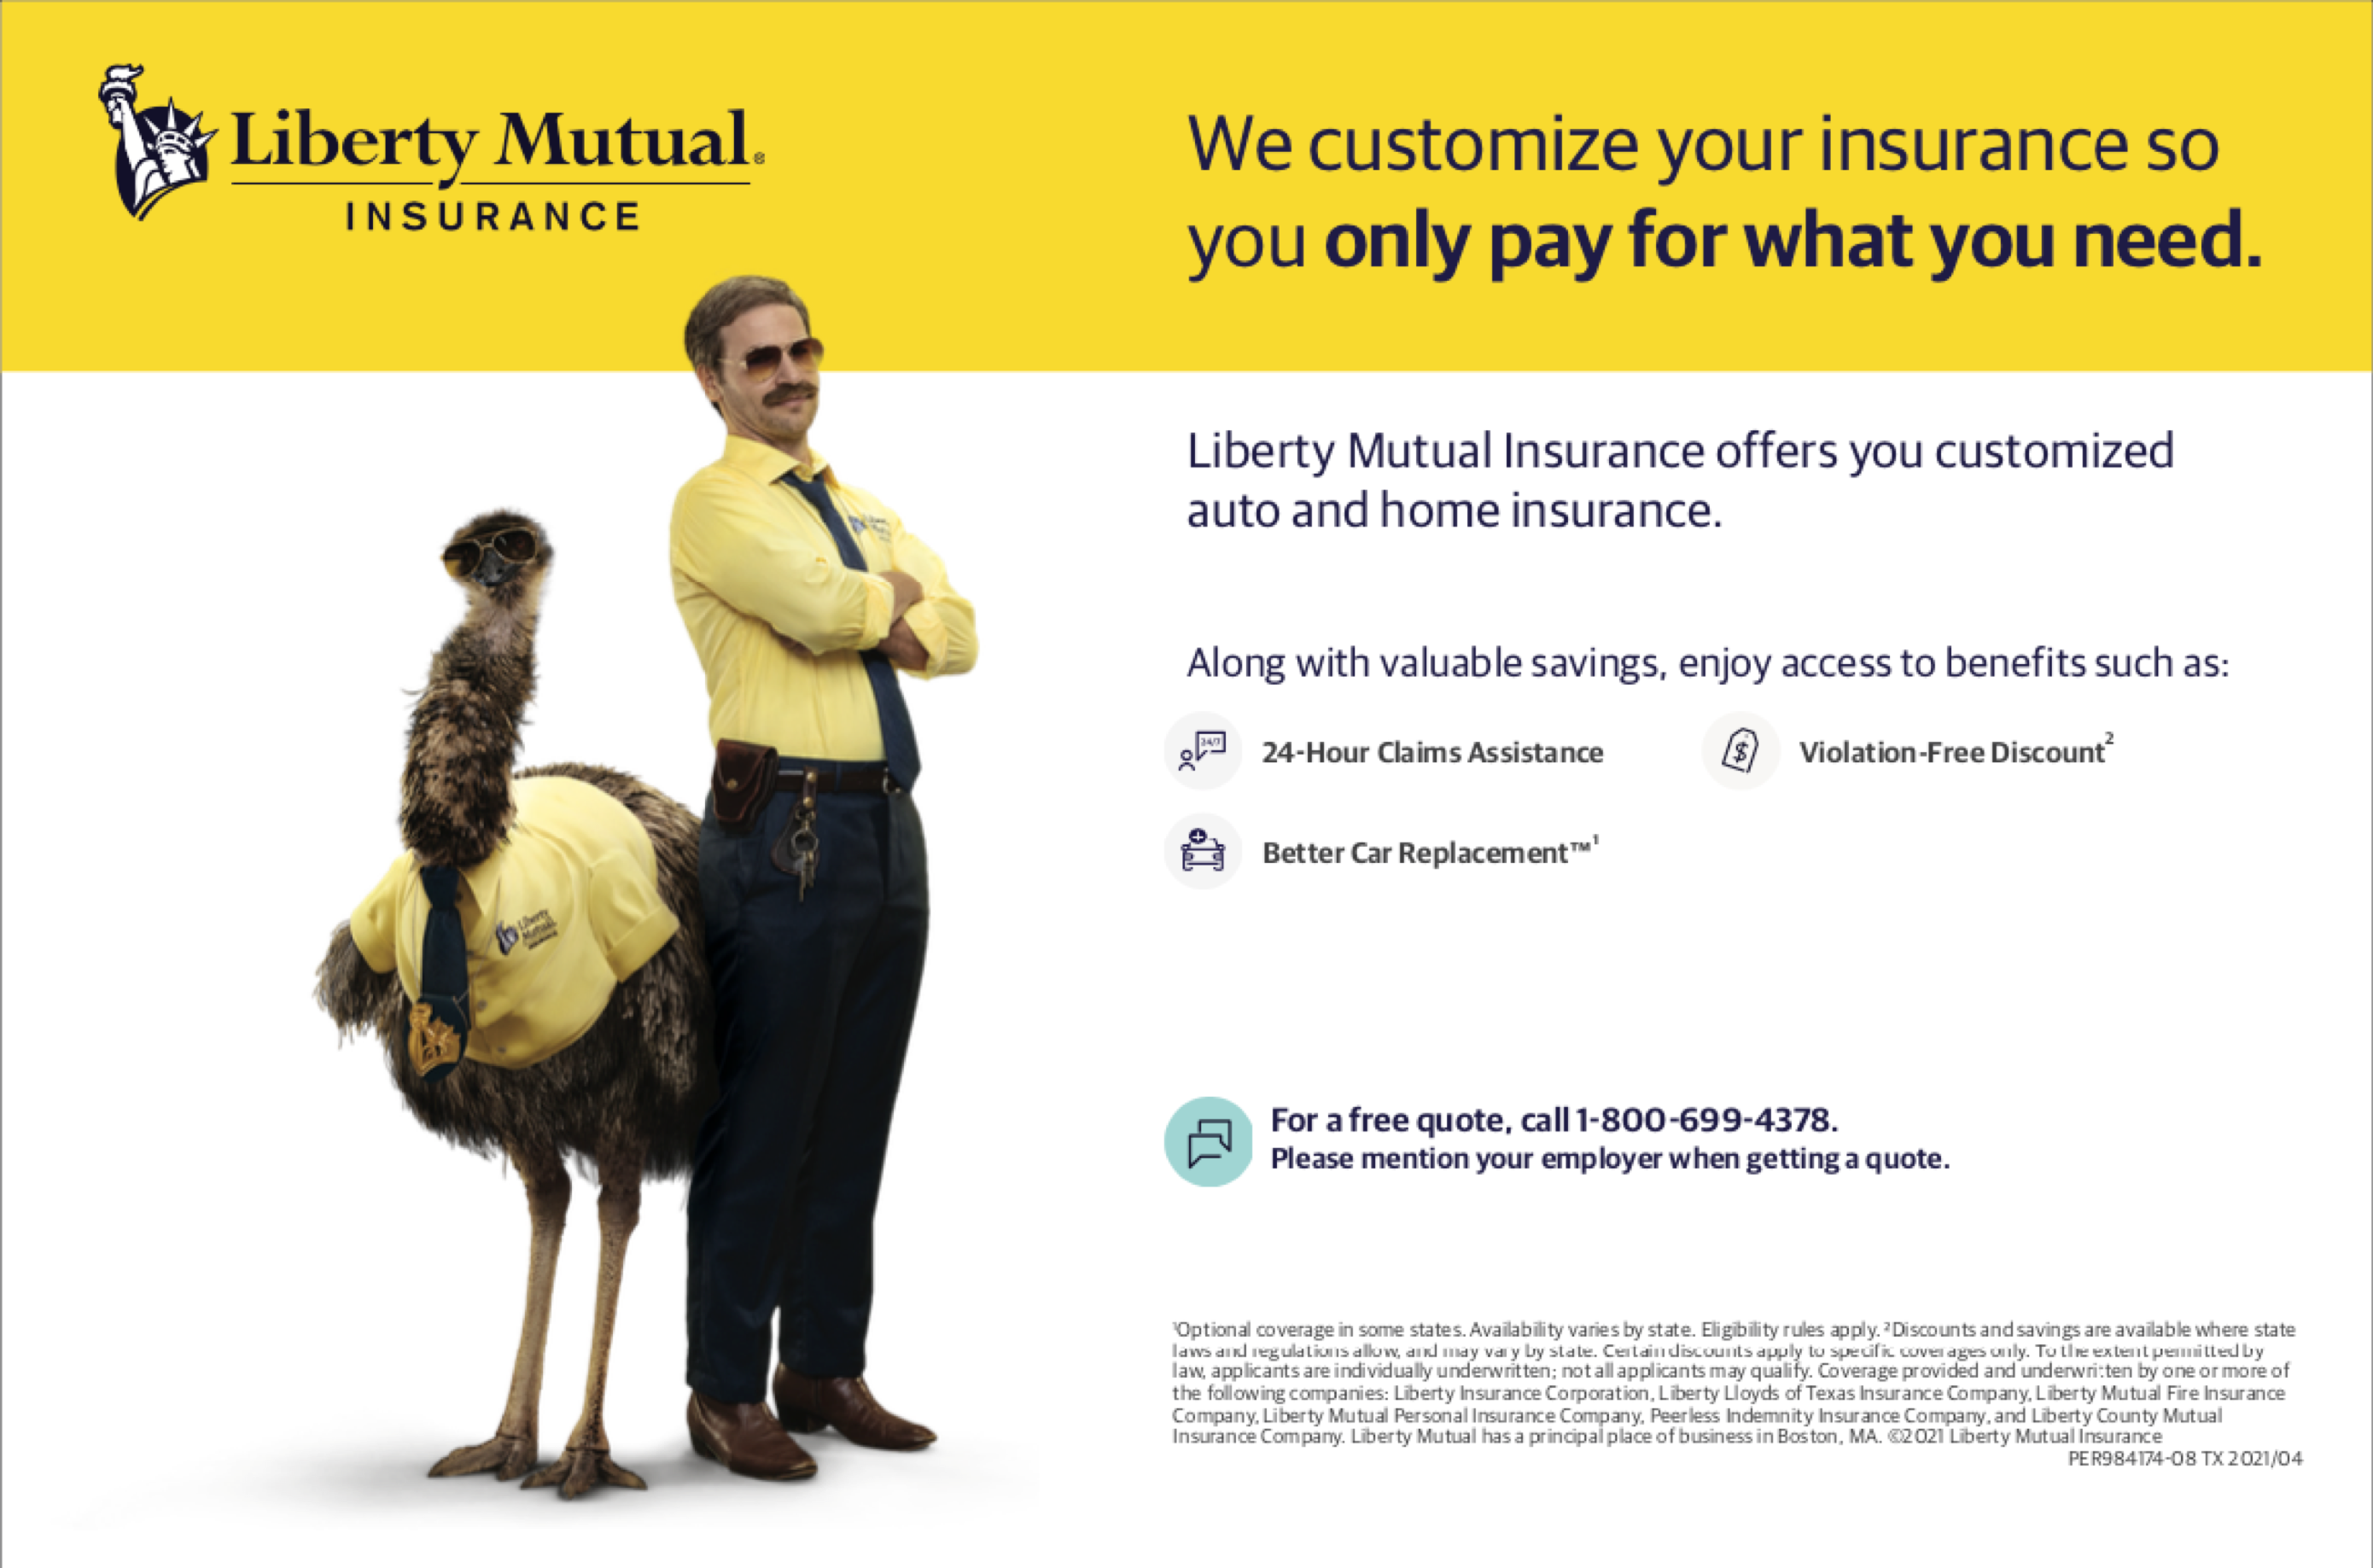 Liberty Mutual®
INSURANCE
We customize your insurance so
you only pay for what you need.
Liberty Mutual Insurance offers you customized
auto and home insurance.
Along with valuable savings, enjoy access to benefits such as:
24/7
24-Hour Claims Assistance
Violation-Free Discount²
Better Car Replacement™¹
Liberty
Mutual
INSURANCE
For a free quote, call 1-800-699-4378.
Please mention your employer when getting a quote.
¹Optional coverage in some states. Availability varies by state. Eligibility rules apply. ²Discounts and savings are available where state
laws and regulations allow, and may vary by state. Certain discounts apply to specific coverages only. To the extent permitted by
law, applicants are individually underwritten; not all applicants may qualify. Coverage provided and underwritten by one or more of
the following companies: Liberty Insurance Corporation, Liberty Lloyds of Texas Insurance Company, Liberty Mutual Fire Insurance
Company, Liberty Mutual Personal Insurance Company, Peerless Indemnity Insurance Company, and Liberty County Mutual
Insurance Company. Liberty Mutual has a principal place of business in Boston, MA. ©2021 Liberty Mutual Insurance
PER984174-08 TX 2021/04